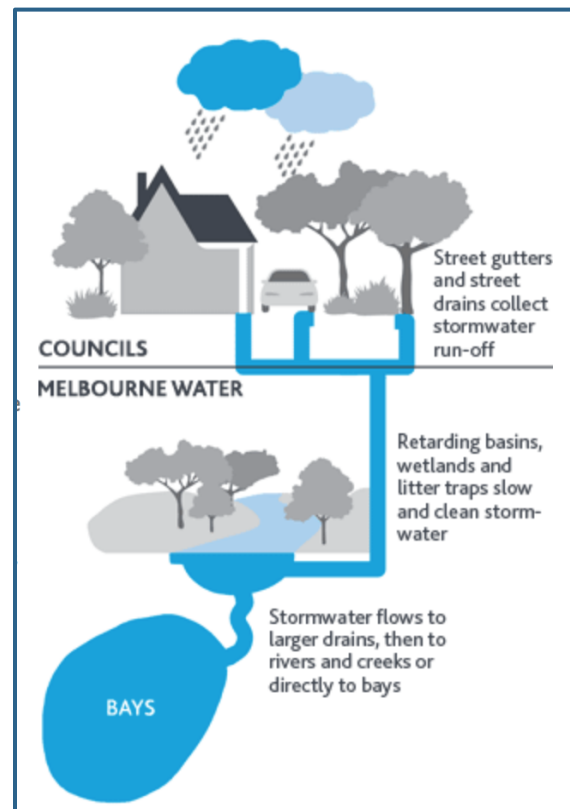 Street gutters
and street
drains collect
stormwater
run-off
COUNCILS
MELBOURNE WATER
e
Retarding basins,
wetlands and
litter traps slow
and clean storm-
water
Stormwater flows to
larger drains, then to
rivers and creeks or
directly to bays
BAYS